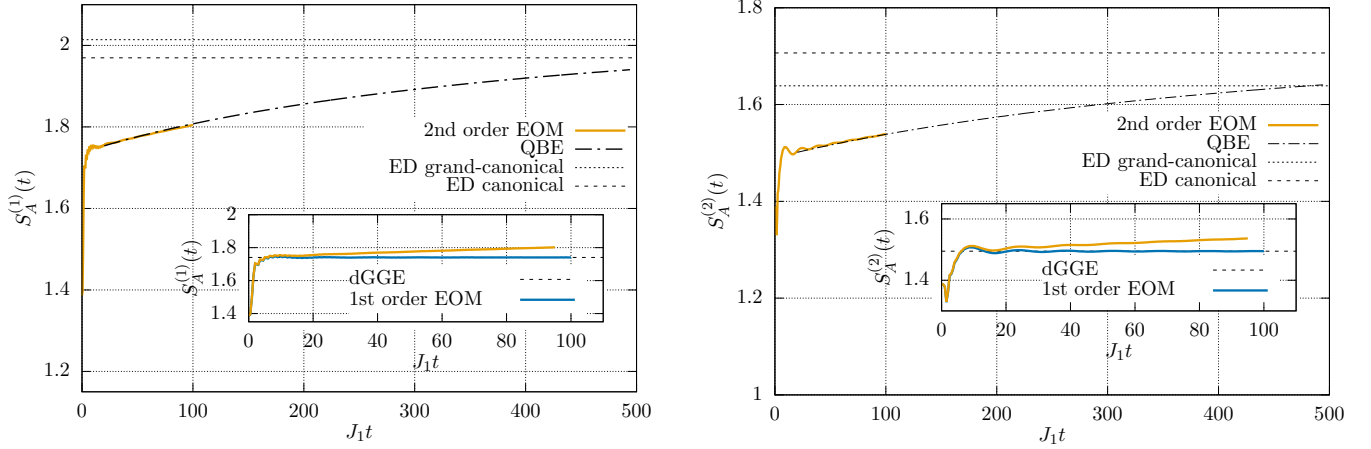 2
1.8
1.6
1.4
1.2
S_A^{(1)}(t)
0
100
200
300
400
500
J_1 t
2nd order EOM
QBE
ED grand-canonical
ED canonical
2
1.8
1.6
1.4
S_A^{(1)}(t)
dGGE
1st order EOM
0
20
40
60
80
100
J_1 t
1.8
1.6
1.4
1.2
1
S_A^{(2)}(t)
0
100
200
300
400
500
J_1 t
2nd order EOM
QBE
ED grand-canonical
ED canonical
1.6
1.4
S_A^{(2)}(t)
dGGE
1st order EOM
0
20
40
60
80
100
J_1 t